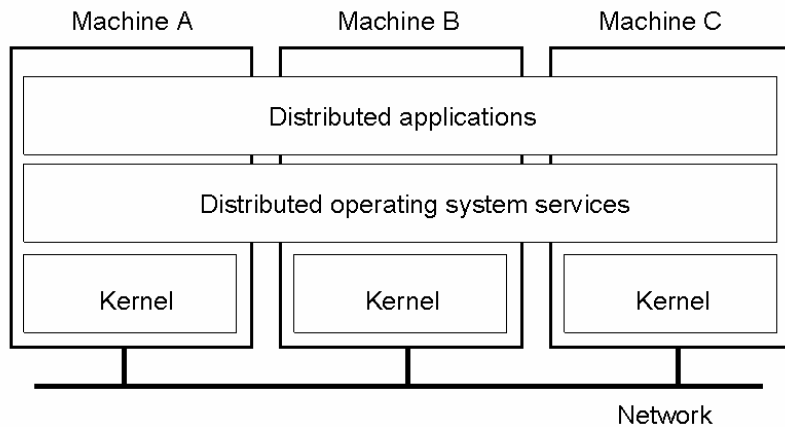 Machine A
Machine B
Machine C
Distributed applications
Distributed operating system services
Kernel
Kernel
Kernel
Network